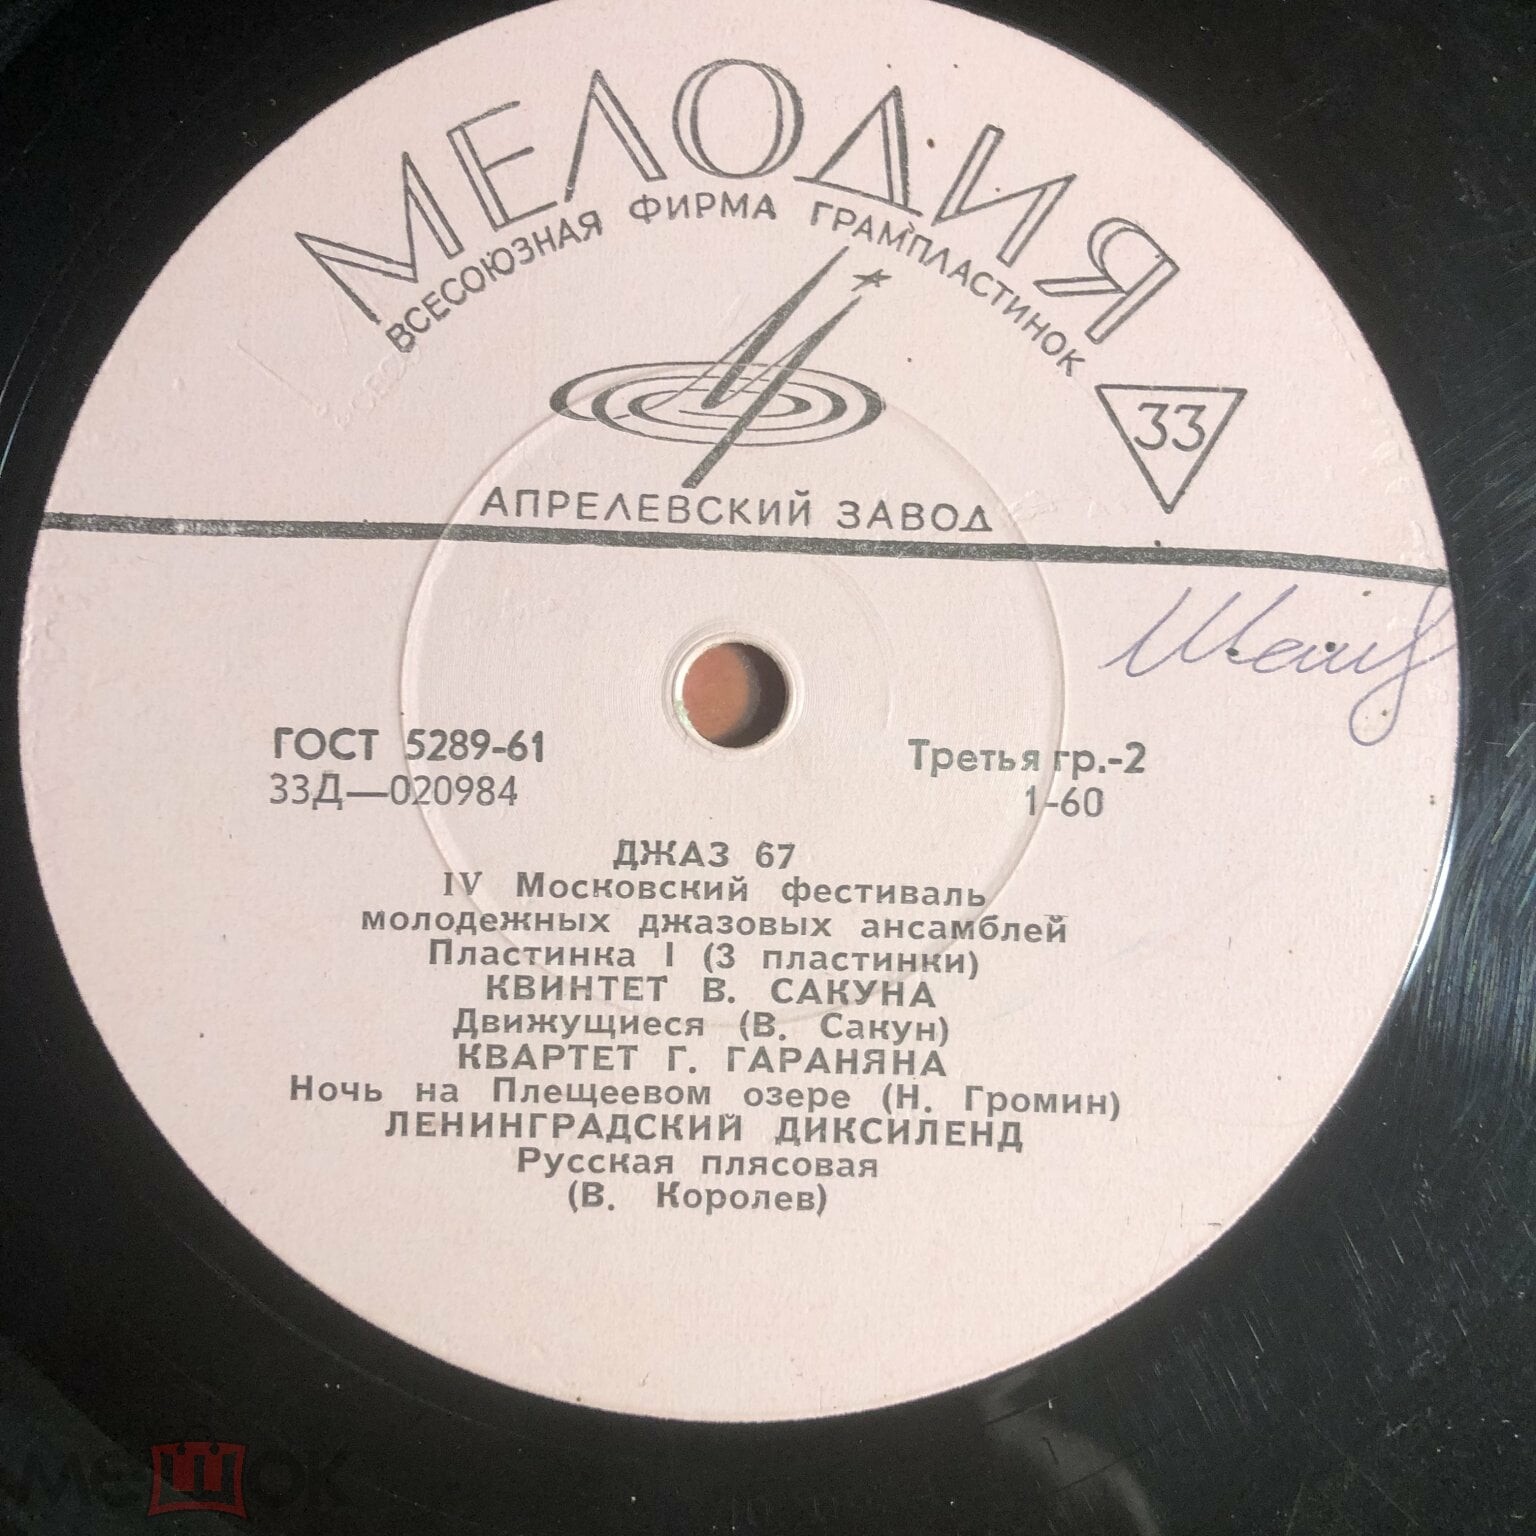 МЕЛОДИЯ
ВСЕСОЮЗНАЯ ФИРМА ГРАМПЛАСТИНОК
33
АПРЕЛЕВСКИЙ ЗАВОД
ГОСТ 5289-61
33Д—020984
Третья гр.-2
1-60
ДЖАЗ 67
IV Московский фестиваль
молодежных джазовых ансамблей
Пластинка I (3 пластинки)
КВИНТЕТ В. САКУНА
Движущиеся (В. Сакун)
КВАРТЕТ Г. ГАРАНЯНА
Ночь на Плещеевом озере (Н. Громин)
ЛЕНИНГРАДСКИЙ ДИКСИЛЕНД
Русская плясовая
(В. Королев)
мешок